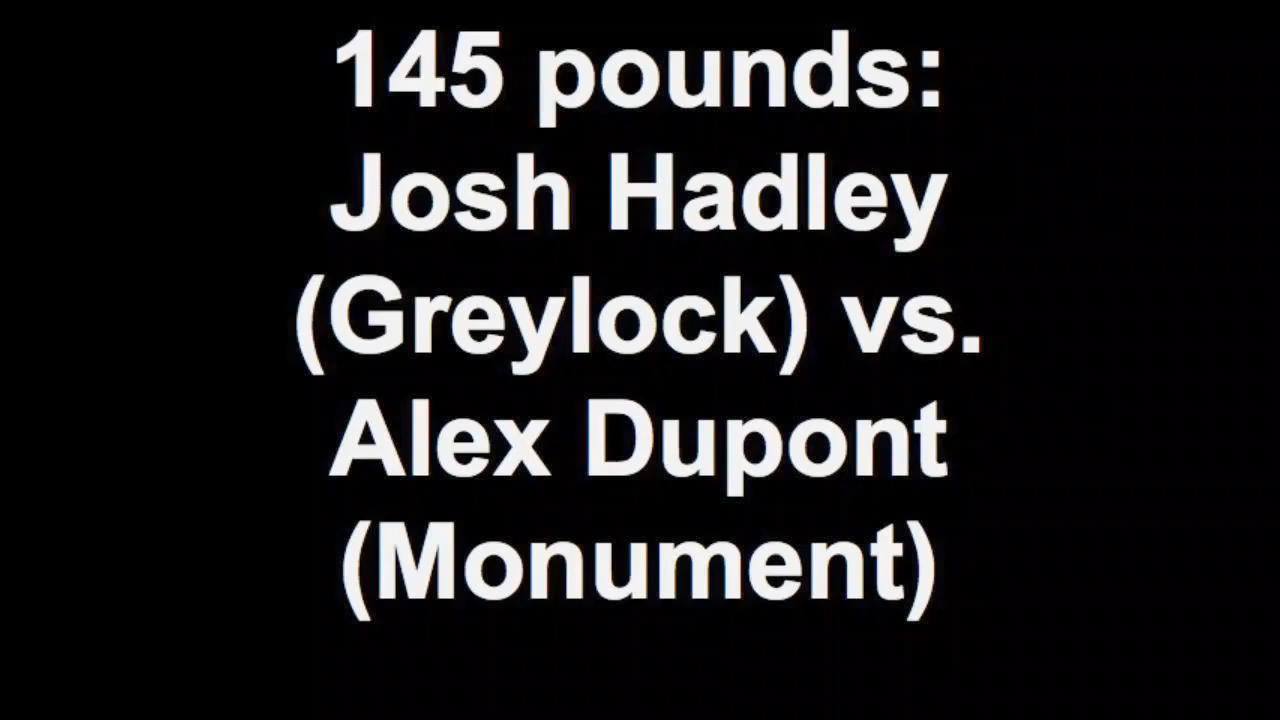 145 pounds:
Josh Hadley
(Greylock) vs.
Alex Dupont
(Monument)